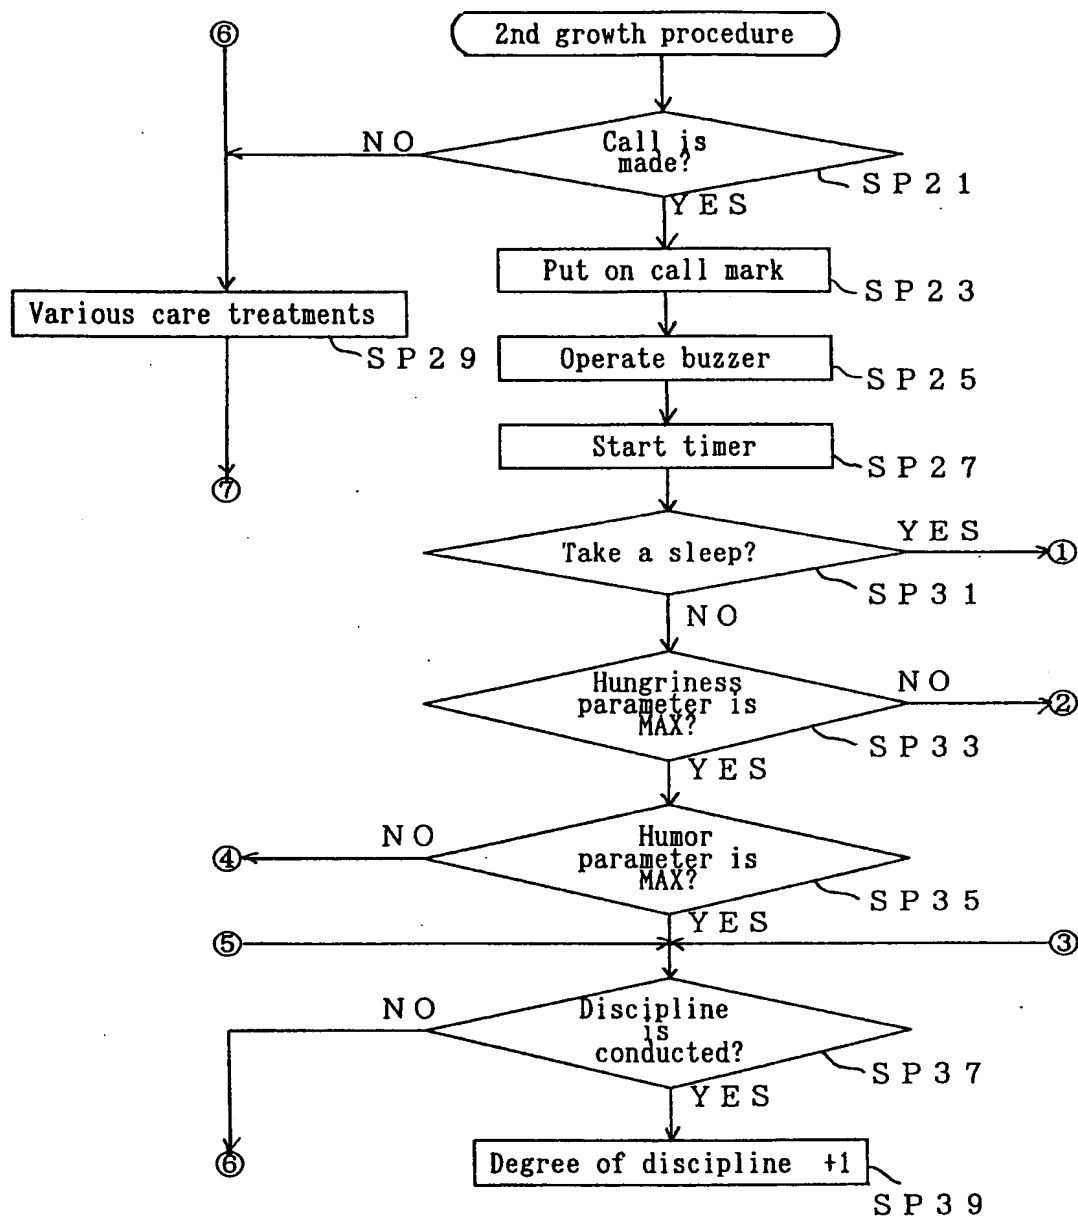 ⑥
2nd growth procedure
NO
Call is
made?
SP21
YES
Put on call mark
SP23
Various care treatments
SP29
Operate buzzer
SP25
Start timer
SP27
⑦
Take a sleep?
YES
①
SP31
NO
Hungriness
parameter is
MAX?
NO
②
SP33
YES
NO
④
Humor
parameter is
MAX?
SP35
YES
⑤
③
NO
Discipline
is
conducted?
SP37
YES
⑥
Degree of discipline +1
SP39